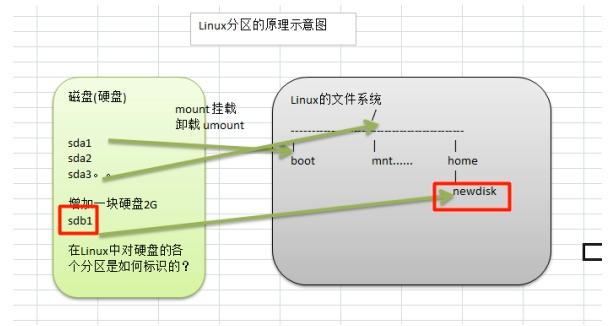 Linux分区的原理示意图
磁盘(硬盘)
sda1
sda2
sda3。。
增加一块硬盘2G
sdb1
在Linux中对硬盘的各
个分区是如何标识的？
mount 挂载
卸载 umount
Linux的文件系统
/
boot mnt...... home
newdisk